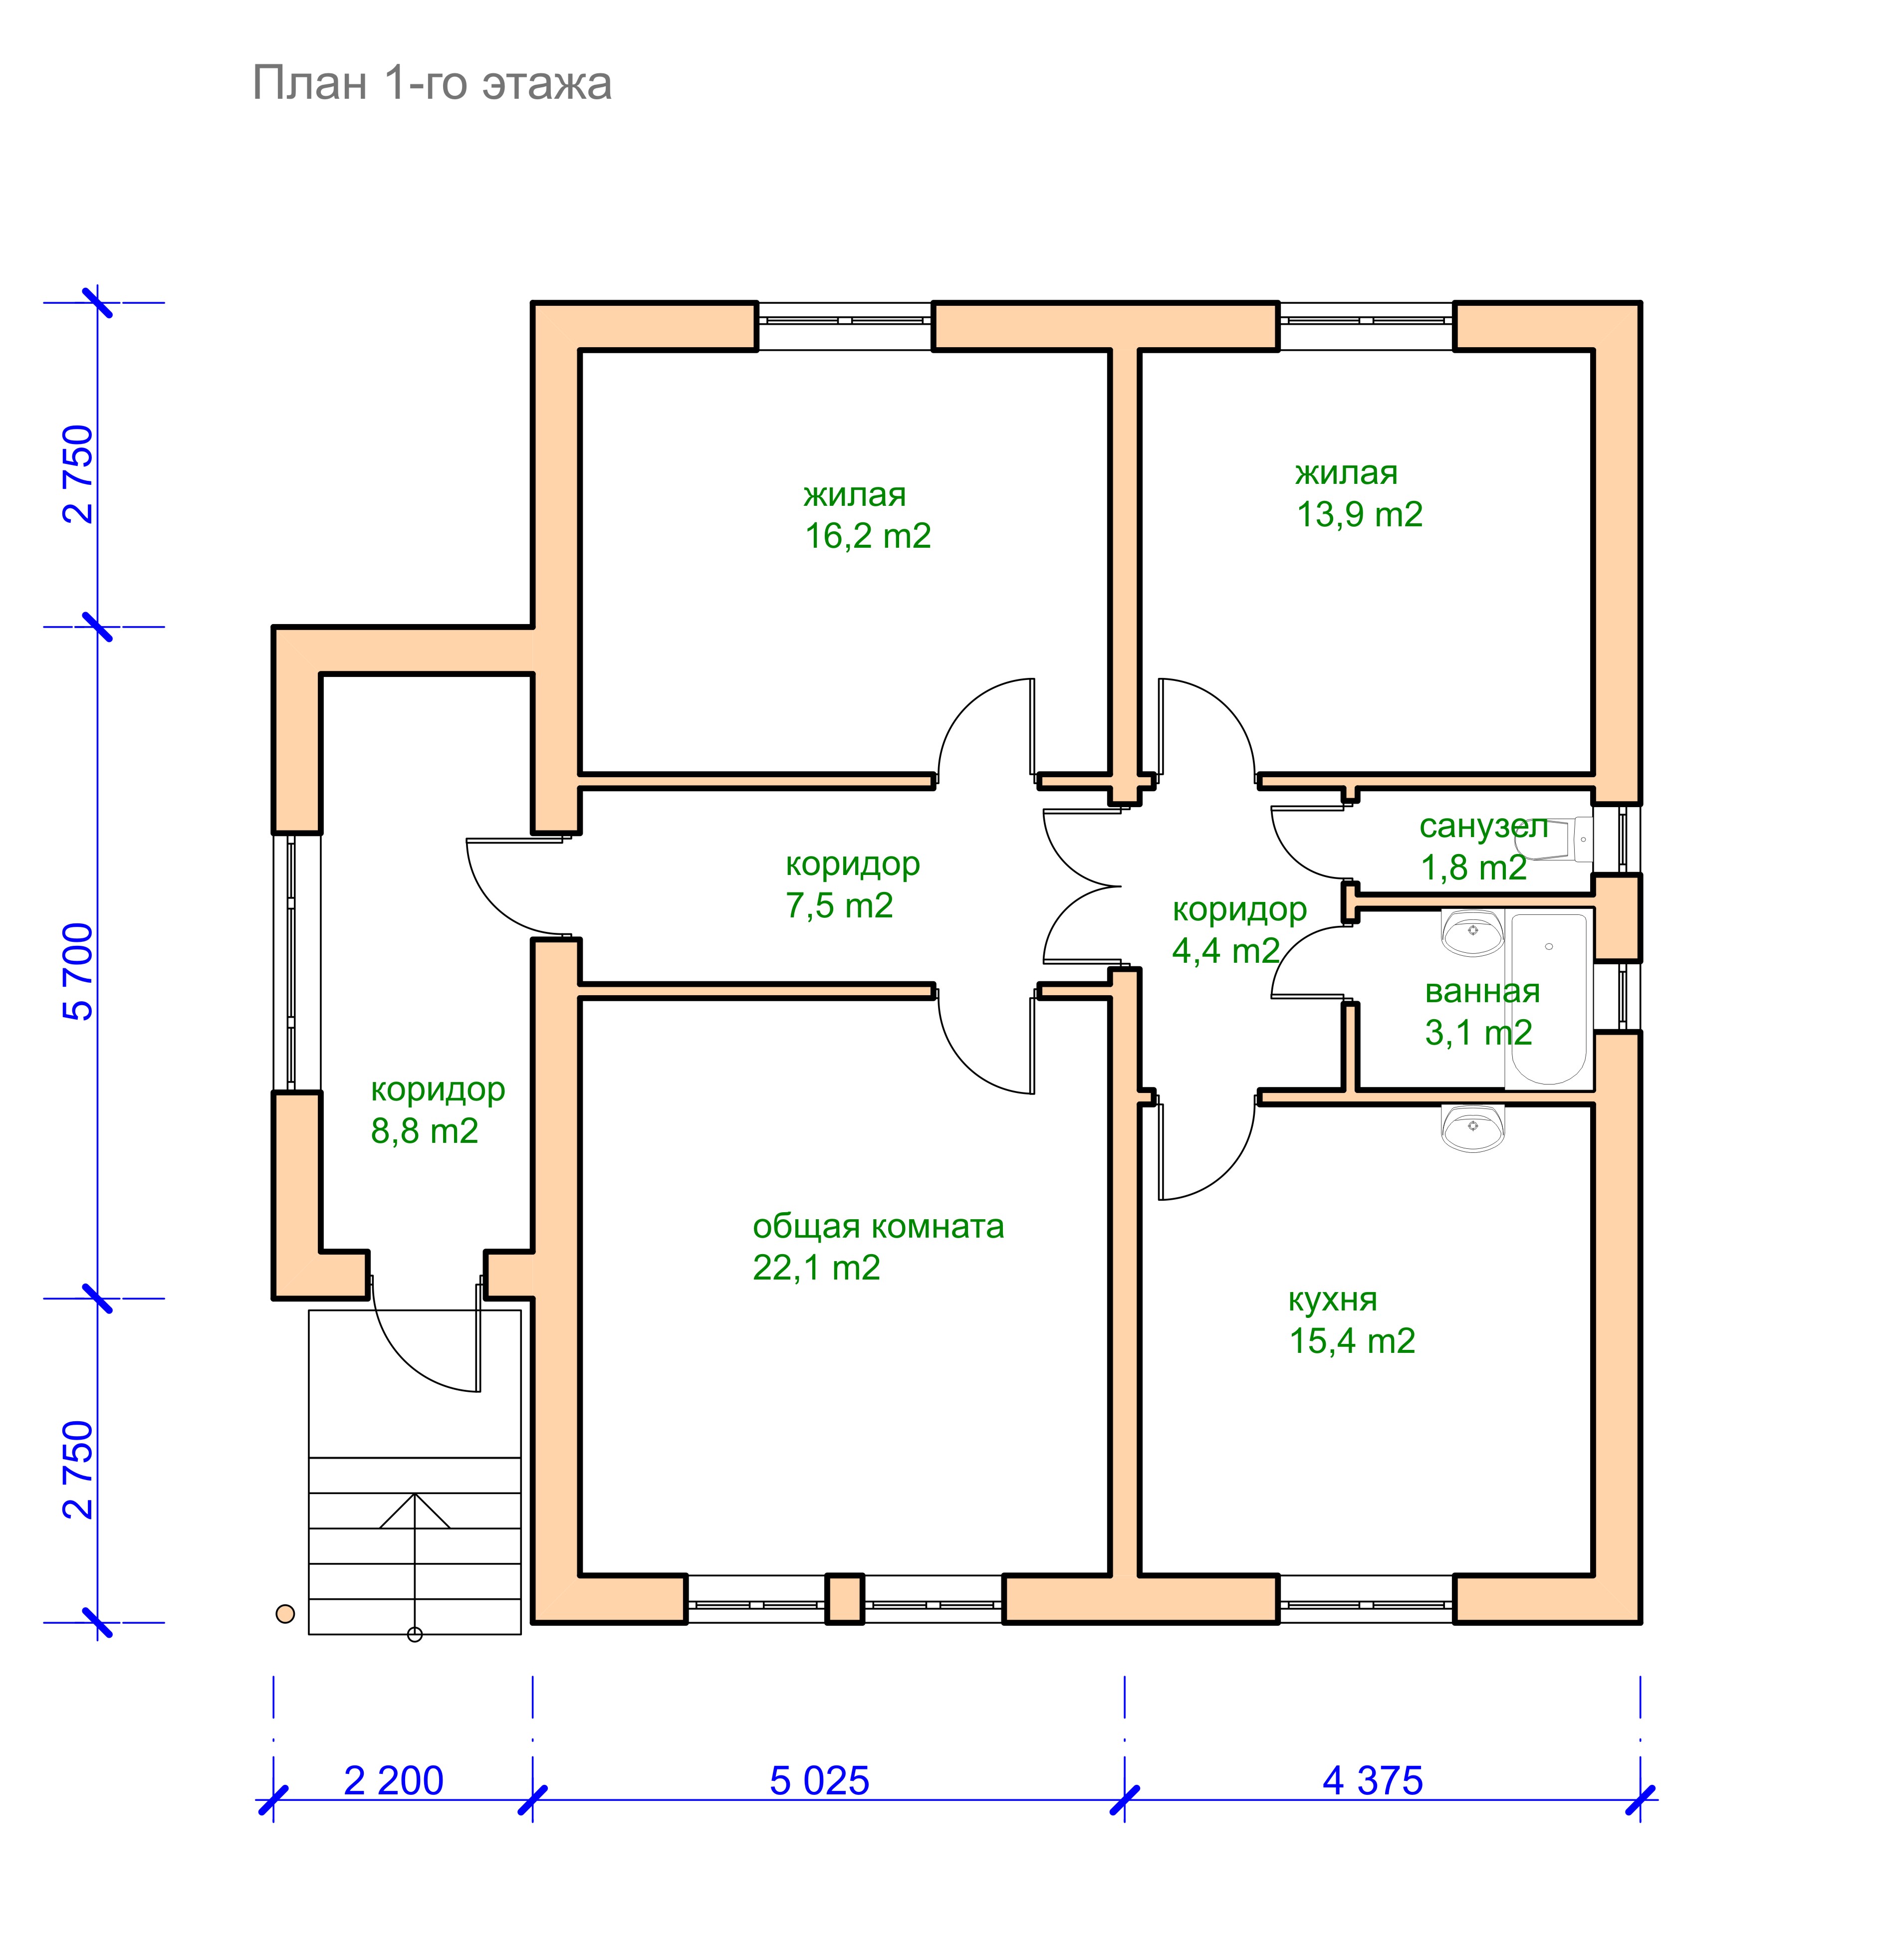 План 1-го этажа
2 750
жилая
16,2 m2
жилая
13,9 m2
5 700
коридор
7,5 m2
санузел
1,8 m2
коридор
4,4 m2
ванная
3,1 m2
коридор
8,8 m2
общая комната
22,1 m2
кухня
15,4 m2
2 750
2 200
5 025
4 375